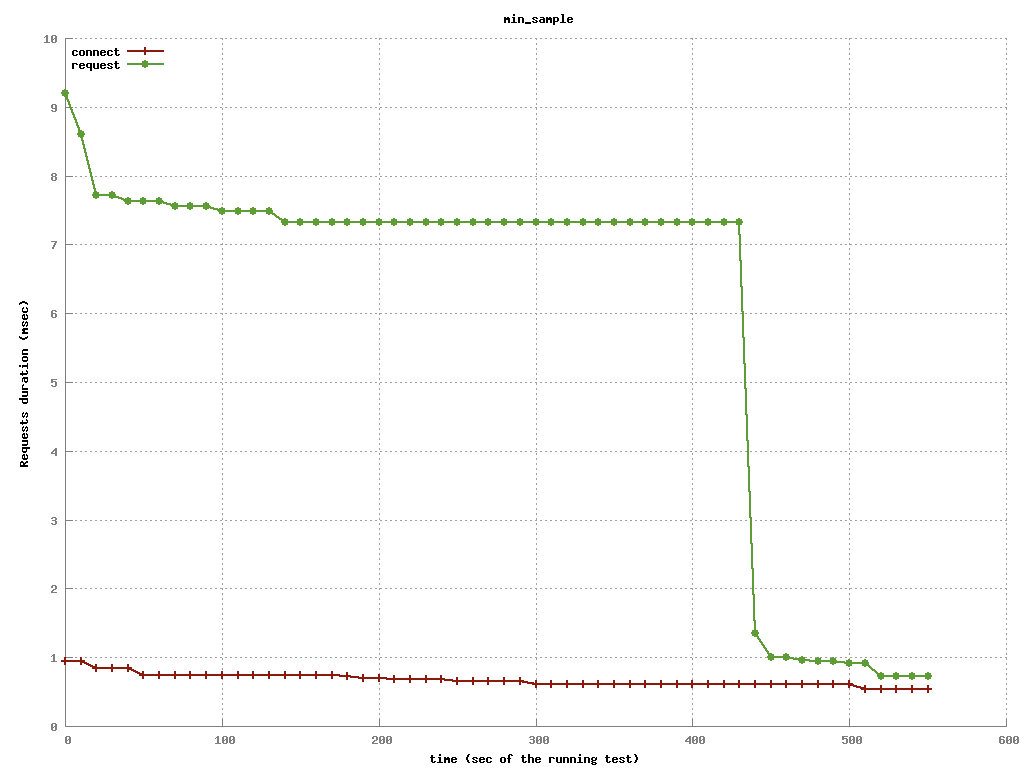 min_sample
connect
request
10
9
8
7
6
5
4
3
2
1
0
Requests duration (msec)
0 100 200 300 400 500 600
time (sec of the running test)